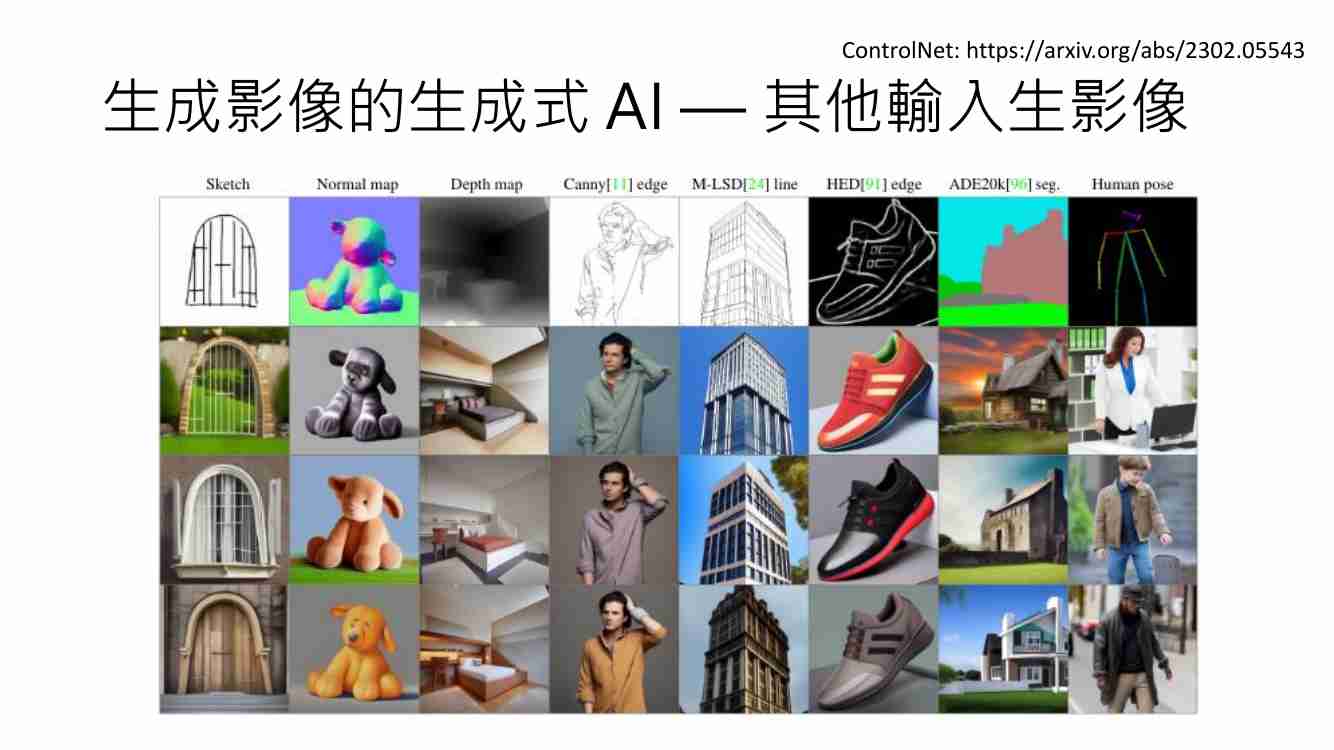 ControlNet: https://arxiv.org/abs/2302.05543
生成影像的生成式 AI — 其他輸入生影像
Sketch Normal map Depth map Canny[11] edge M-LSD[24] line HED[91] edge ADE20k[96] seg. Human pose